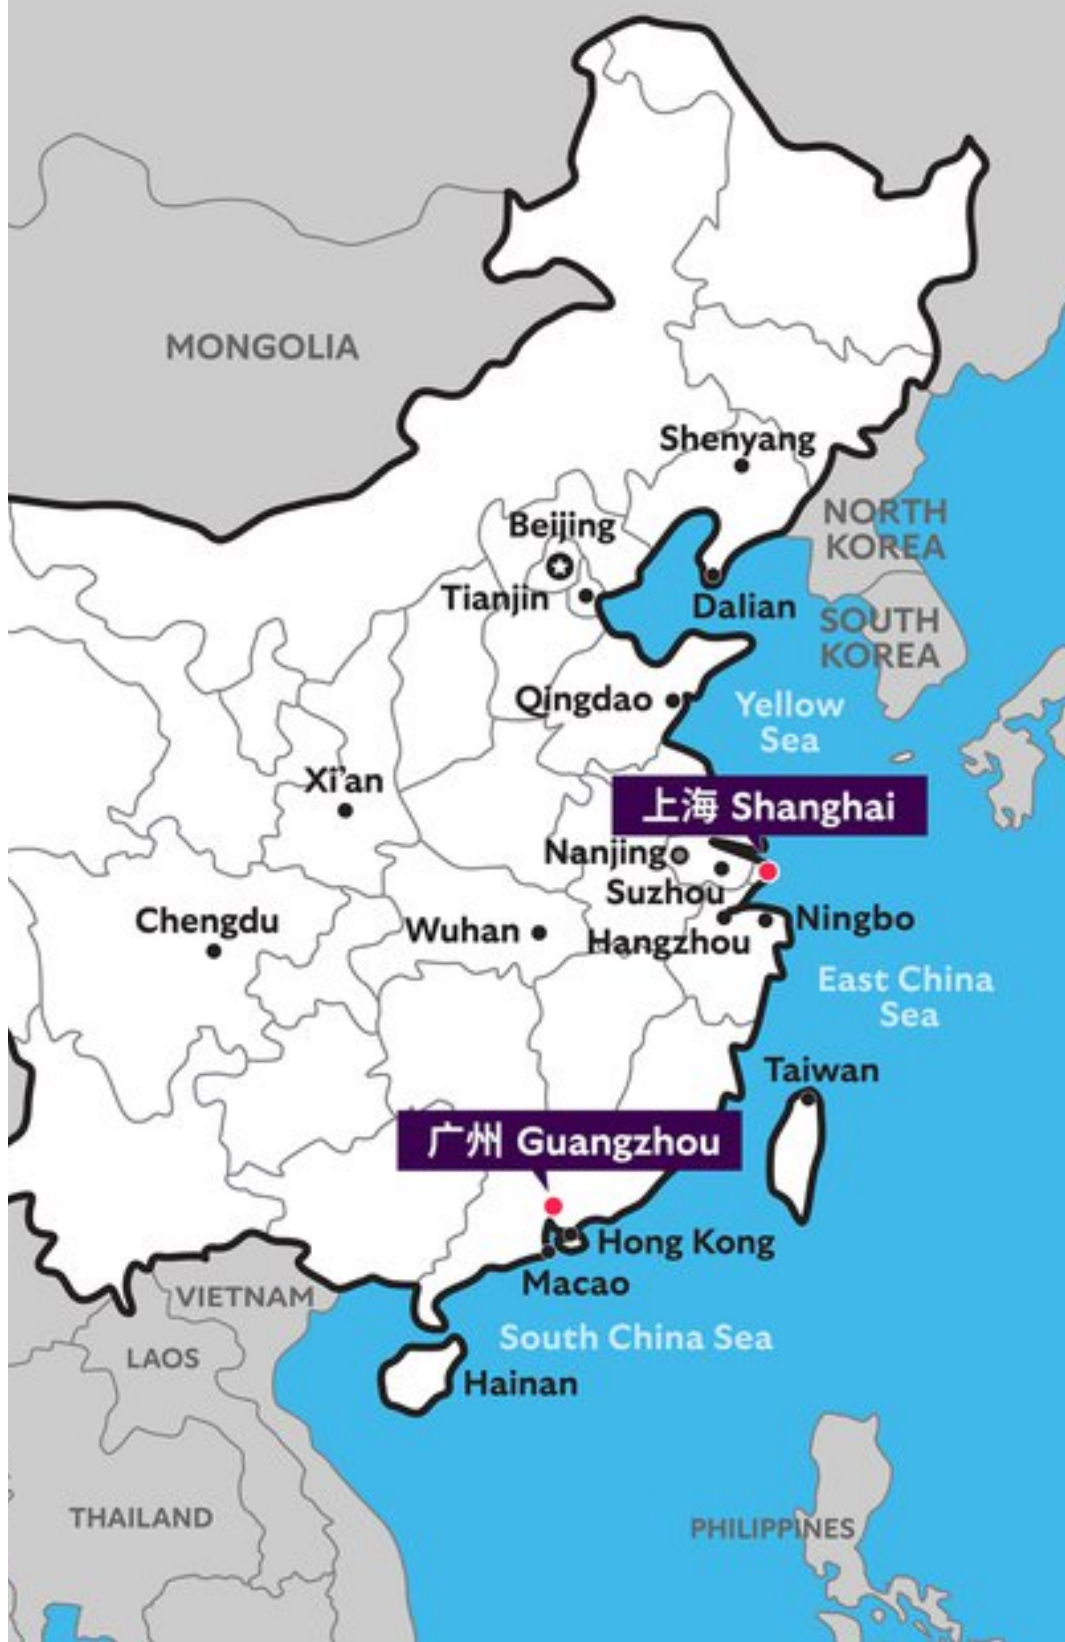 MONGOLIA
Shenyang
Beijing
NORTH
KOREA
Tianjin
Dalian
SOUTH
KOREA
Qingdao
Yellow
Sea
Xi'an
上海 Shanghai
Nanjing
Suzhou
Chengdu
Wuhan
Hangzhou
Ningbo
East China
Sea
Taiwan
广州 Guangzhou
Hong Kong
Macao
VIETNAM
South China Sea
LAOS
Hainan
THAILAND
PHILIPPINES